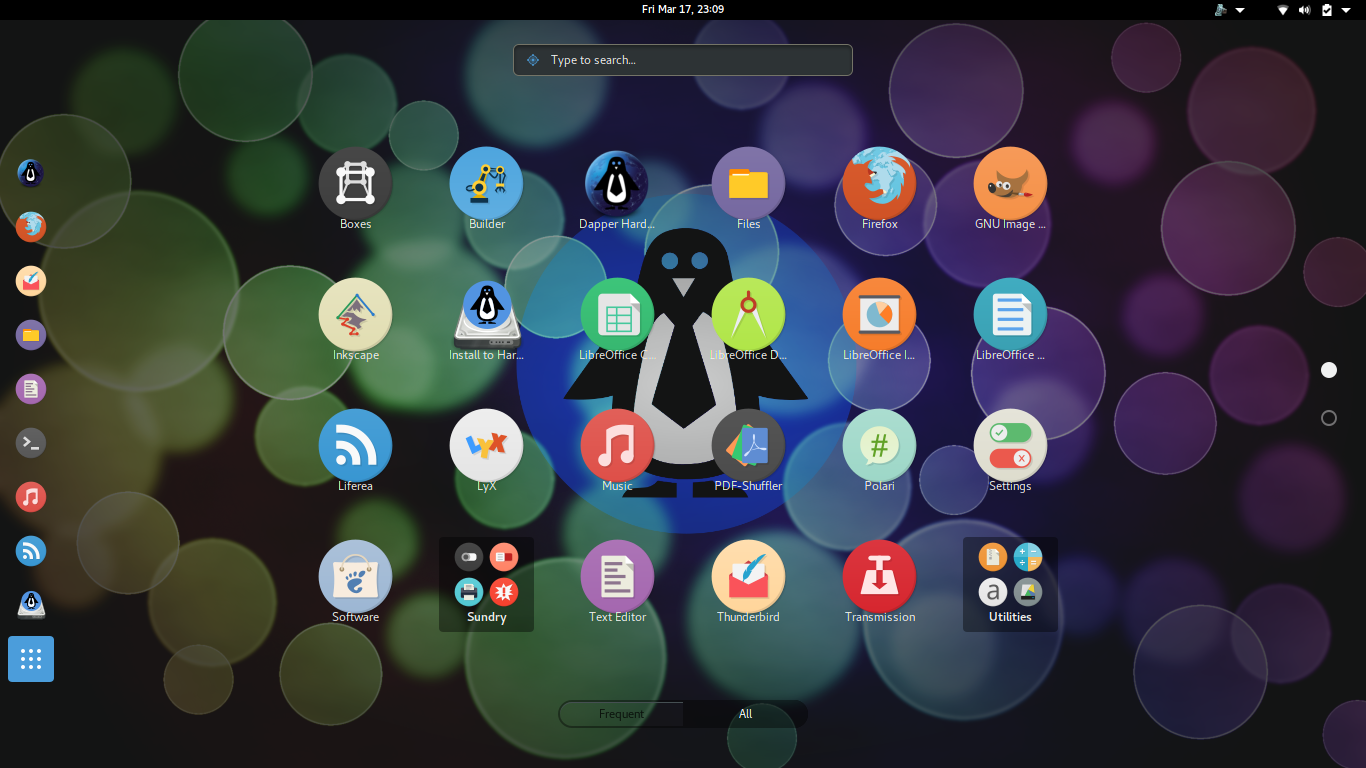 Fri Mar 17, 23:09
Type to search...
Boxes
Builder
Dapper Hard...
Files
Firefox
GNU Image ...
Inkscape
Install to Har...
LibreOffice C...
LibreOffice D...
LibreOffice I...
LibreOffice ...
Liferea
LyX
Music
PDF-Shuffler
Polari
Settings
Software
Sundry
Text Editor
Thunderbird
Transmission
Utilities
Frequent
All